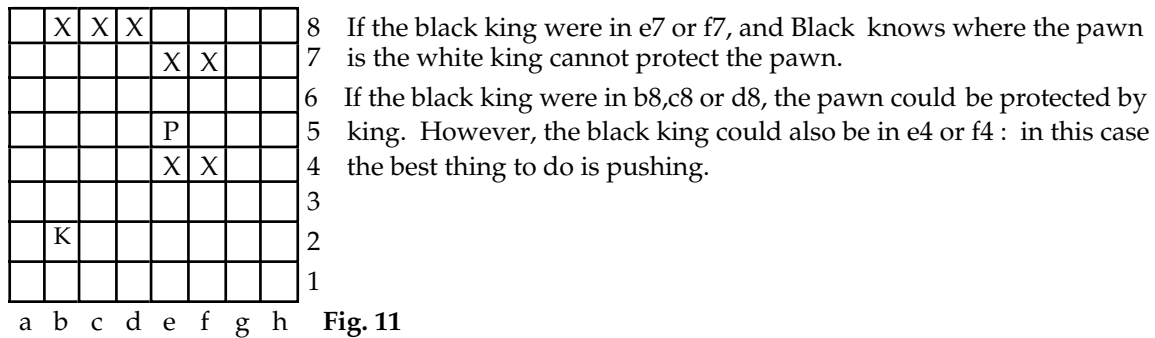 X X X 8 If the black king were in e7 or f7, and Black knows where the pawn
X X 7 is the white king cannot protect the pawn.
6 If the black king were in b8,c8 or d8, the pawn could be protected by
P 5 king. However, the black king could also be in e4 or f4 : in this case
X X 4 the best thing to do is pushing.
3
K 2
1
a b c d e f g h Fig. 11